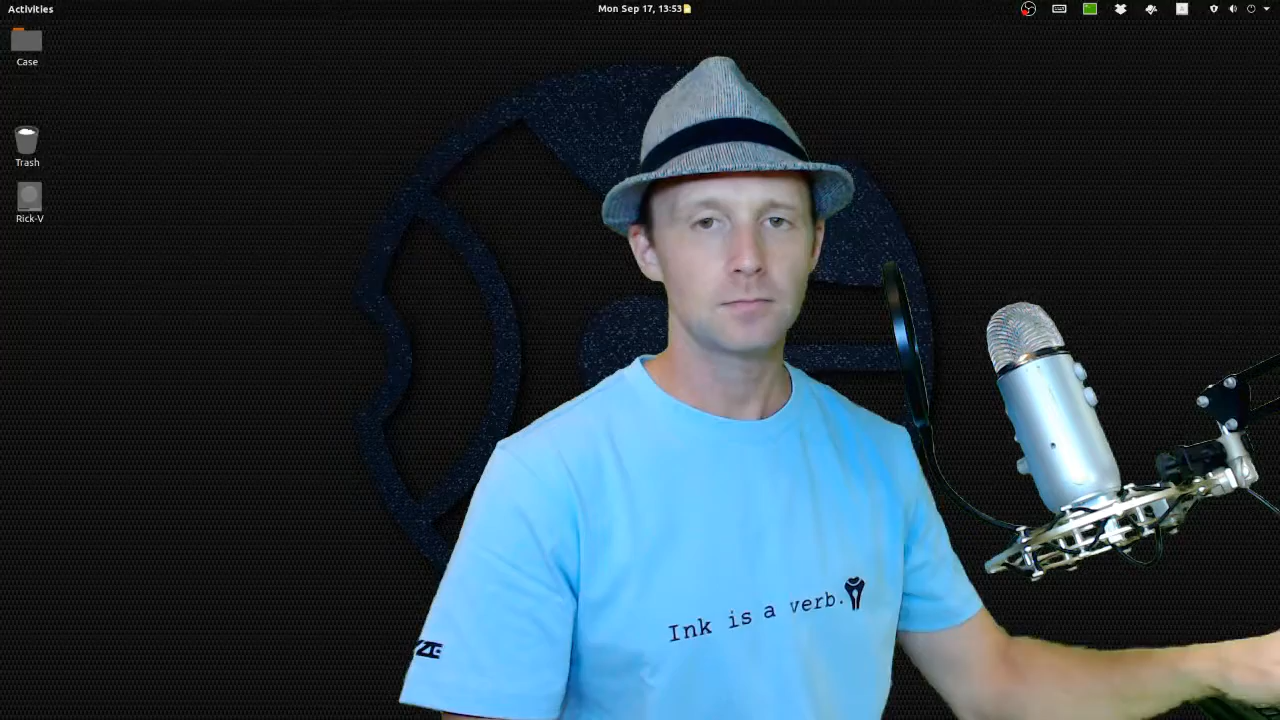 Activities
Mon Sep 17, 13:53
Case
Trash
Rick-V
Ink is a verb.